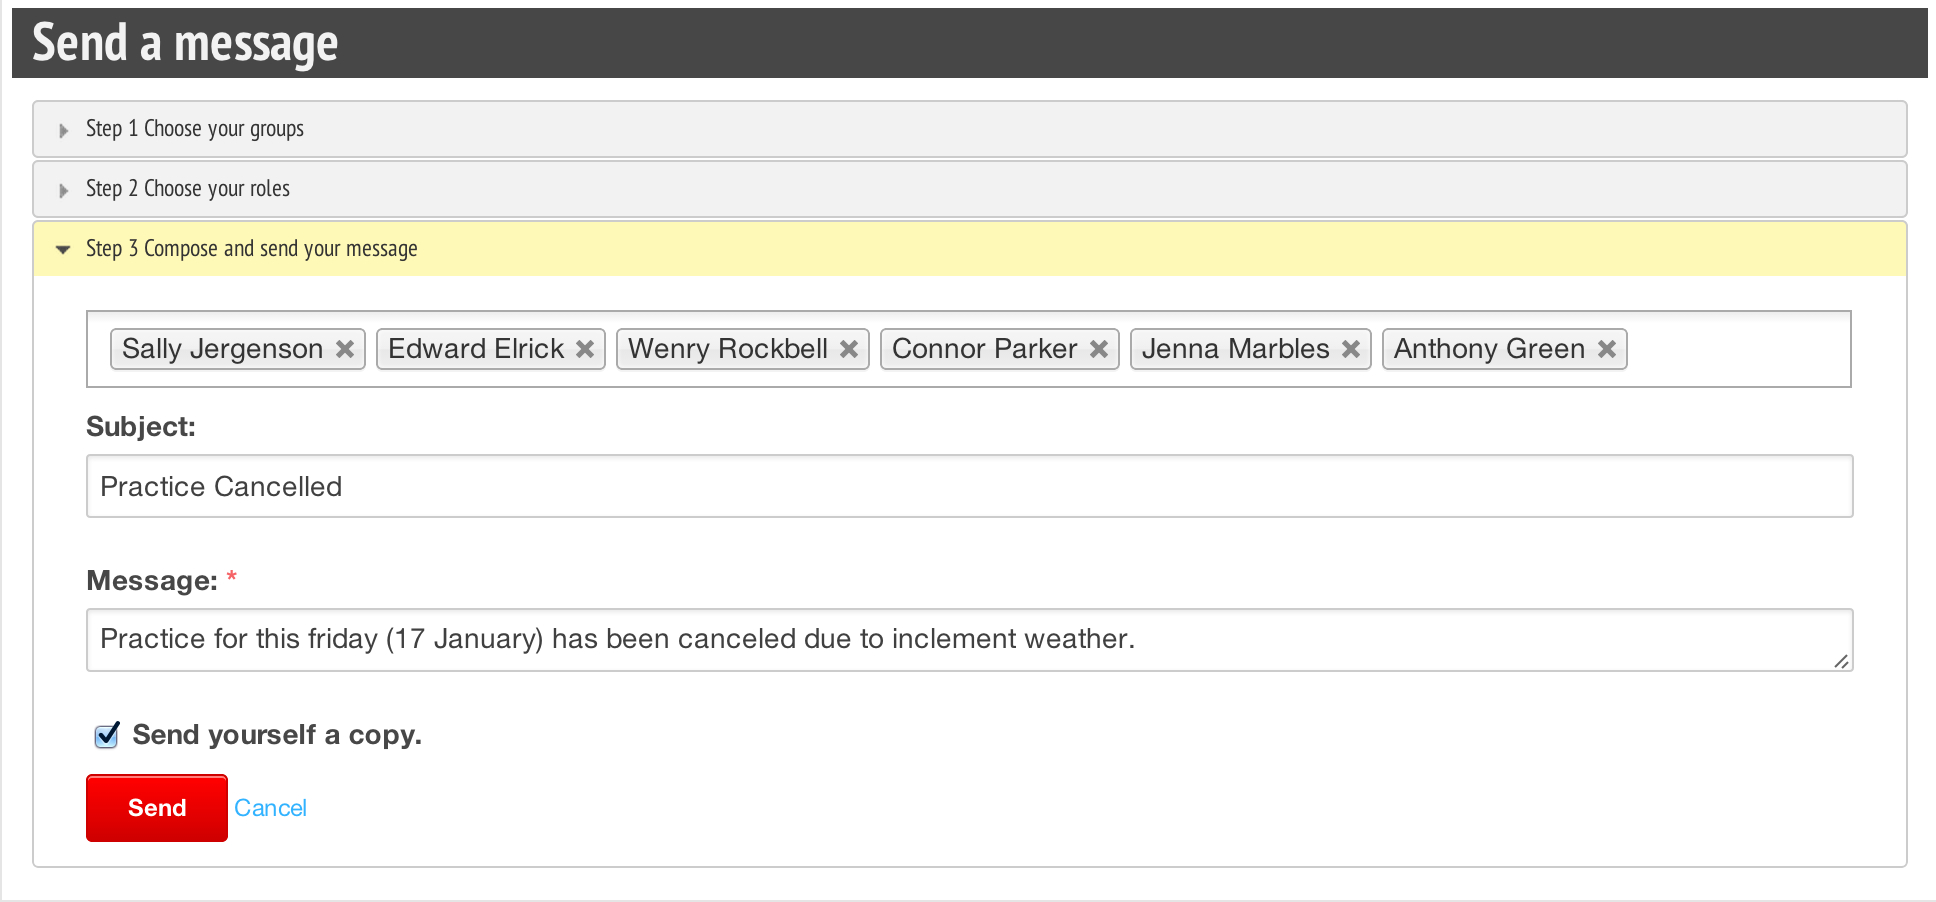 Send a message
Step 1 Choose your groups
Step 2 Choose your roles
Step 3 Compose and send your message
Sally Jergenson Edward Elrick Wenry Rockbell Connor Parker Jenna Marbles Anthony Green
Subject:
Practice Cancelled
Message: *
Practice for this friday (17 January) has been canceled due to inclement weather.
Send yourself a copy.
Send Cancel